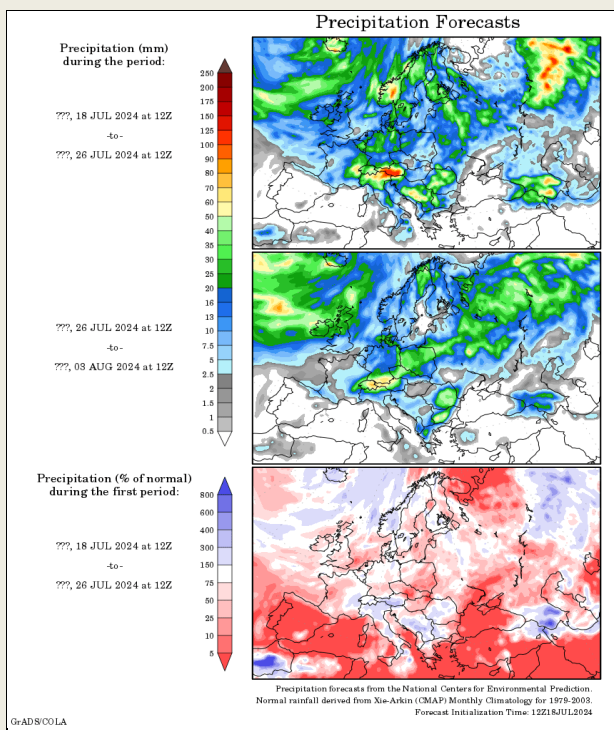 Precipitation Forecasts
Precipitation (mm)
during the period:
???, 18 JUL 2024 at 12Z
-to-
???, 26 JUL 2024 at 12Z
250
200
175
150
125
100
90
80
70
60
50
40
35
30
25
20
16
13
10
7.5
5
2.5
2
1.5
1
0.5
???, 26 JUL 2024 at 12Z
-to-
???, 03 AUG 2024 at 12Z
Precipitation (% of normal)
during the first period:
???, 18 JUL 2024 at 12Z
-to-
???, 26 JUL 2024 at 12Z
800
600
400
300
150
75
50
25
10
5
Precipitation forecasts from the National Centers for Environmental Prediction.
Normal rainfall derived from Xie-Arkin (CMAP) Monthly Climatology for 1979-2003.
Forecast Initialization Time: 12Z18JUL2024
GrADS/COLA